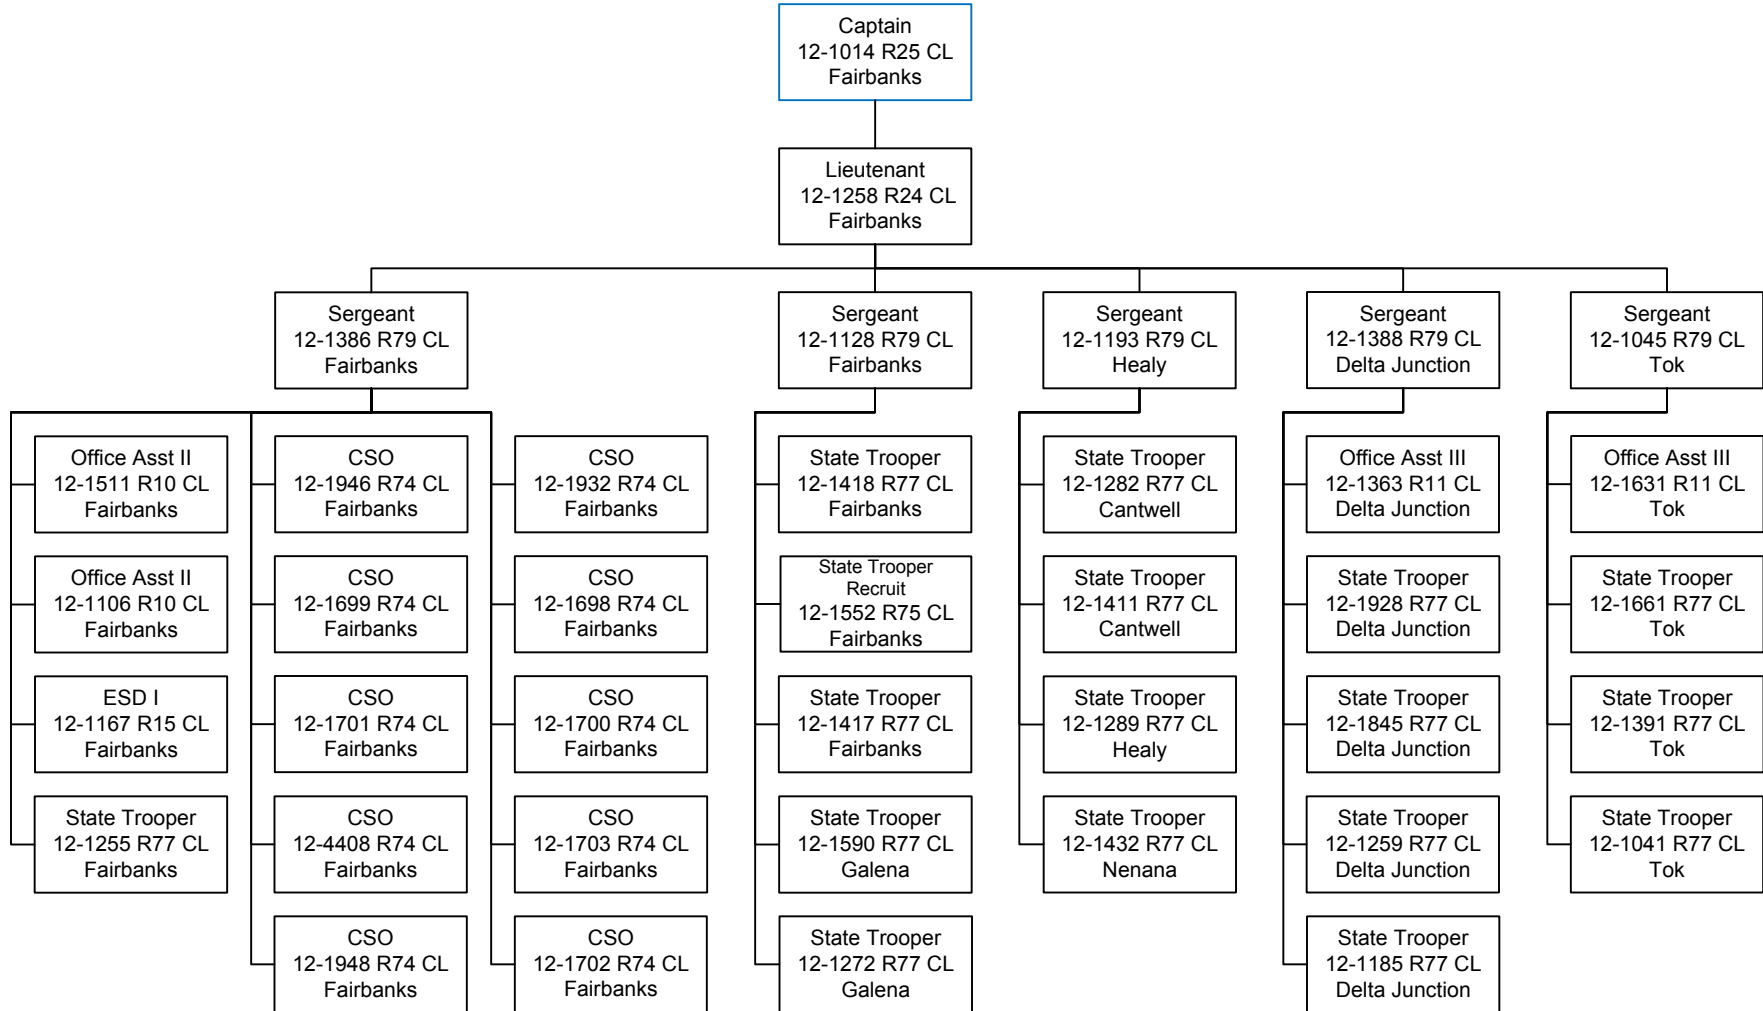 Captain
12-1014 R25 CL
Fairbanks
Lieutenant
12-1258 R24 CL
Fairbanks
Sergeant
12-1386 R79 CL
Fairbanks
Sergeant
12-1128 R79 CL
Fairbanks
Sergeant
12-1193 R79 CL
Healy
Sergeant
12-1388 R79 CL
Delta Junction
Sergeant
12-1045 R79 CL
Tok
Office Asst II
12-1511 R10 CL
Fairbanks
Office Asst II
12-1106 R10 CL
Fairbanks
ESD I
12-1167 R15 CL
Fairbanks
State Trooper
12-1255 R77 CL
Fairbanks
CSO
12-1946 R74 CL
Fairbanks
CSO
12-1699 R74 CL
Fairbanks
CSO
12-1701 R74 CL
Fairbanks
CSO
12-4408 R74 CL
Fairbanks
CSO
12-1948 R74 CL
Fairbanks
CSO
12-1932 R74 CL
Fairbanks
CSO
12-1698 R74 CL
Fairbanks
CSO
12-1700 R74 CL
Fairbanks
CSO
12-1703 R74 CL
Fairbanks
CSO
12-1702 R74 CL
Fairbanks
State Trooper
12-1418 R77 CL
Fairbanks
State Trooper
Recruit
12-1552 R75 CL
Fairbanks
State Trooper
12-1417 R77 CL
Fairbanks
State Trooper
12-1590 R77 CL
Galena
State Trooper
12-1272 R77 CL
Galena
State Trooper
12-1282 R77 CL
Cantwell
State Trooper
12-1411 R77 CL
Cantwell
State Trooper
12-1289 R77 CL
Healy
State Trooper
12-1432 R77 CL
Nenana
Office Asst III
12-1363 R11 CL
Delta Junction
State Trooper
12-1928 R77 CL
Delta Junction
State Trooper
12-1845 R77 CL
Delta Junction
State Trooper
12-1259 R77 CL
Delta Junction
State Trooper
12-1185 R77 CL
Delta Junction
Office Asst III
12-1631 R11 CL
Tok
State Trooper
12-1661 R77 CL
Tok
State Trooper
12-1391 R77 CL
Tok
State Trooper
12-1041 R77 CL
Tok